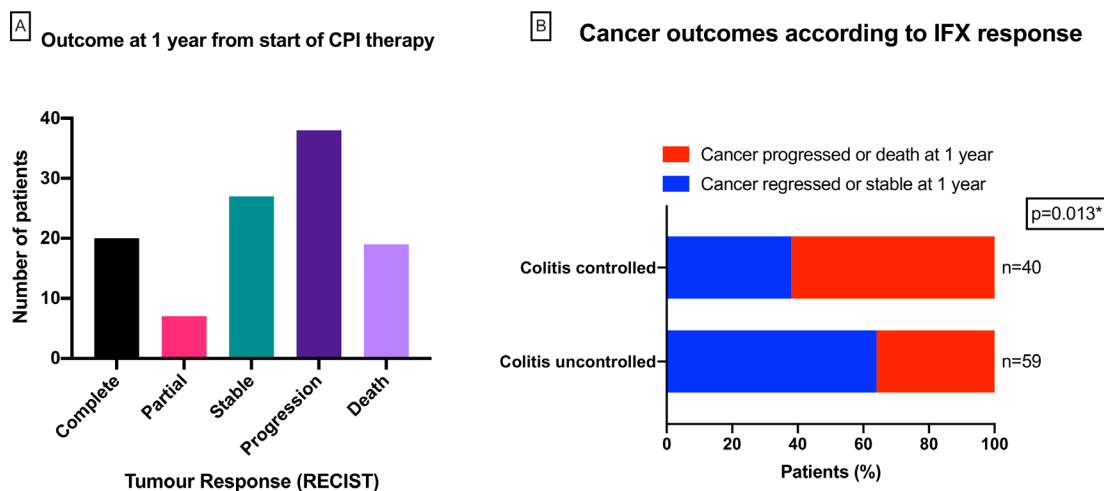 A
Outcome at 1 year from start of CPI therapy
Number of patients
40
30
20
10
0
Complete
Partial
Stable
Progression
Death
Tumour Response (RECIST)
B
Cancer outcomes according to IFX response
Cancer progressed or death at 1 year
Cancer regressed or stable at 1 year
p=0.013*
Colitis controlled
n=40
Colitis uncontrolled
n=59
0 20 40 60 80 100
Patients (%)